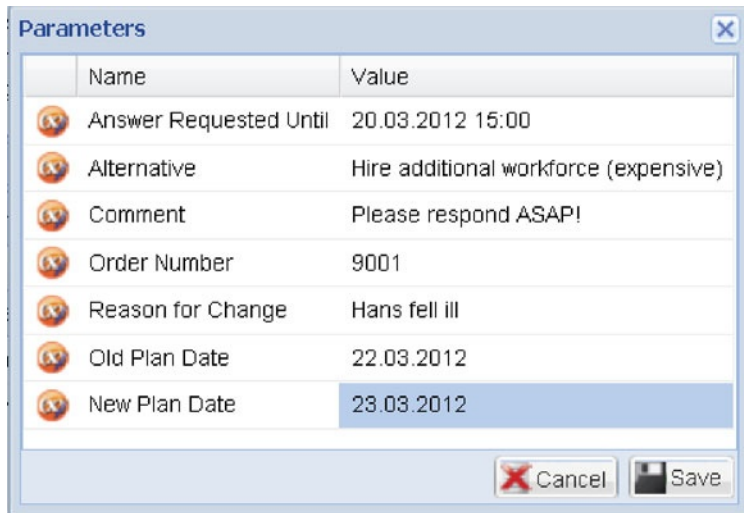 Parameters
Name Value
Answer Requested Until 20.03.2012 15:00
Alternative Hire additional workforce (expensive)
Comment Please respond ASAP!
Order Number 9001
Reason for Change Hans fell ill
Old Plan Date 22.03.2012
New Plan Date 23.03.2012
Cancel Save